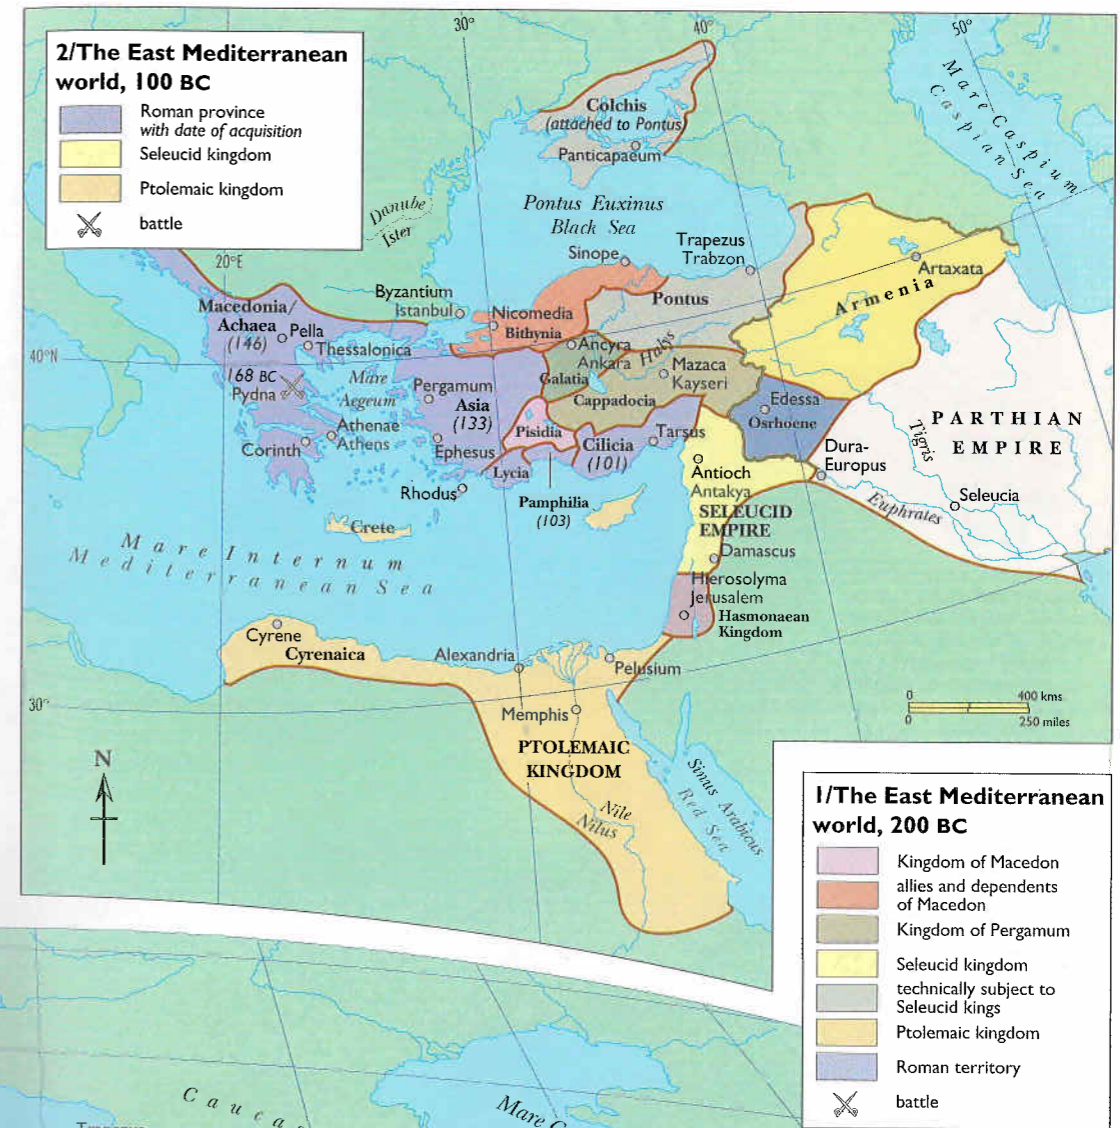 2/The East Mediterranean
world, 100 BC
Roman province
with date of acquisition
Seleucid kingdom
Ptolemaic kingdom
battle
30°
40°
50°
Mare Caspium
Caspian Sea
Colchis
(attached to Pontus)
Panticapaeum
Danube
Ister
Pontus Euxinus
Black Sea
Sinope
Trapezus
Trabzon
Artaxata
Armenia
20°E
Byzantium
Istanbul
Nicomedia
Bithynia
Pontus
Macedonia/
Achaea
(146)
Pella
Thessalonica
40°N
Ancyra
Ankara
Halys
Mazaca
Kayseri
Galatia
Cappadocia
168 BC
Pydna
Mare
Aegeum
Pergamum
Asia
(133)
Edessa
Osrhoene
PARTHIAN
EMPIRE
Tigris
Athenae
Athens
Corinth
Ephesus
Pisidia
Cilicia
(101)
Tarsus
Lycia
Dura-
Europus
Antioch
Antakya
Rhodus
Pamphilia
(103)
Seleucia
Euphrates
SELEUCID
EMPIRE
Crete
Damascus
Mare Internum
Mediterranean Sea
Hierosolyma
Jerusalem
Hasmonaean
Kingdom
Cyrene
Cyrenaica
Alexandria
Pelusium
30°
Memphis
0
400 kms
0
250 miles
N
PTOLEMAIC
KINGDOM
Nile
Nilus
Sinus Arabicus
Red Sea
1/The East Mediterranean
world, 200 BC
Kingdom of Macedon
allies and dependents
of Macedon
Kingdom of Pergamum
Seleucid kingdom
technically subject to
Seleucid kings
Ptolemaic kingdom
Roman territory
battle
Caucas
Mare C